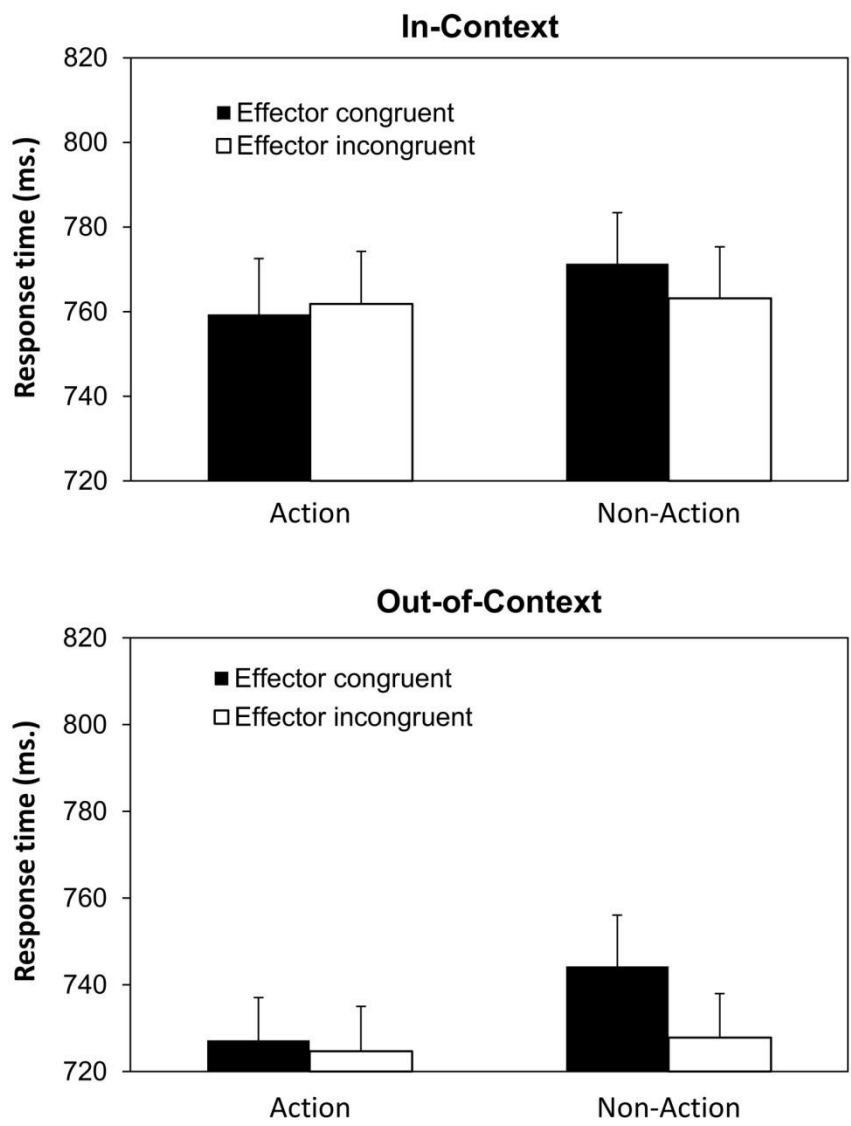 In-Context
820
800
780
760
740
720
Response time (ms.)
Effector congruent
Effector incongruent
Action Non-Action
Out-of-Context
820
800
780
760
740
720
Response time (ms.)
Effector congruent
Effector incongruent
Action Non-Action